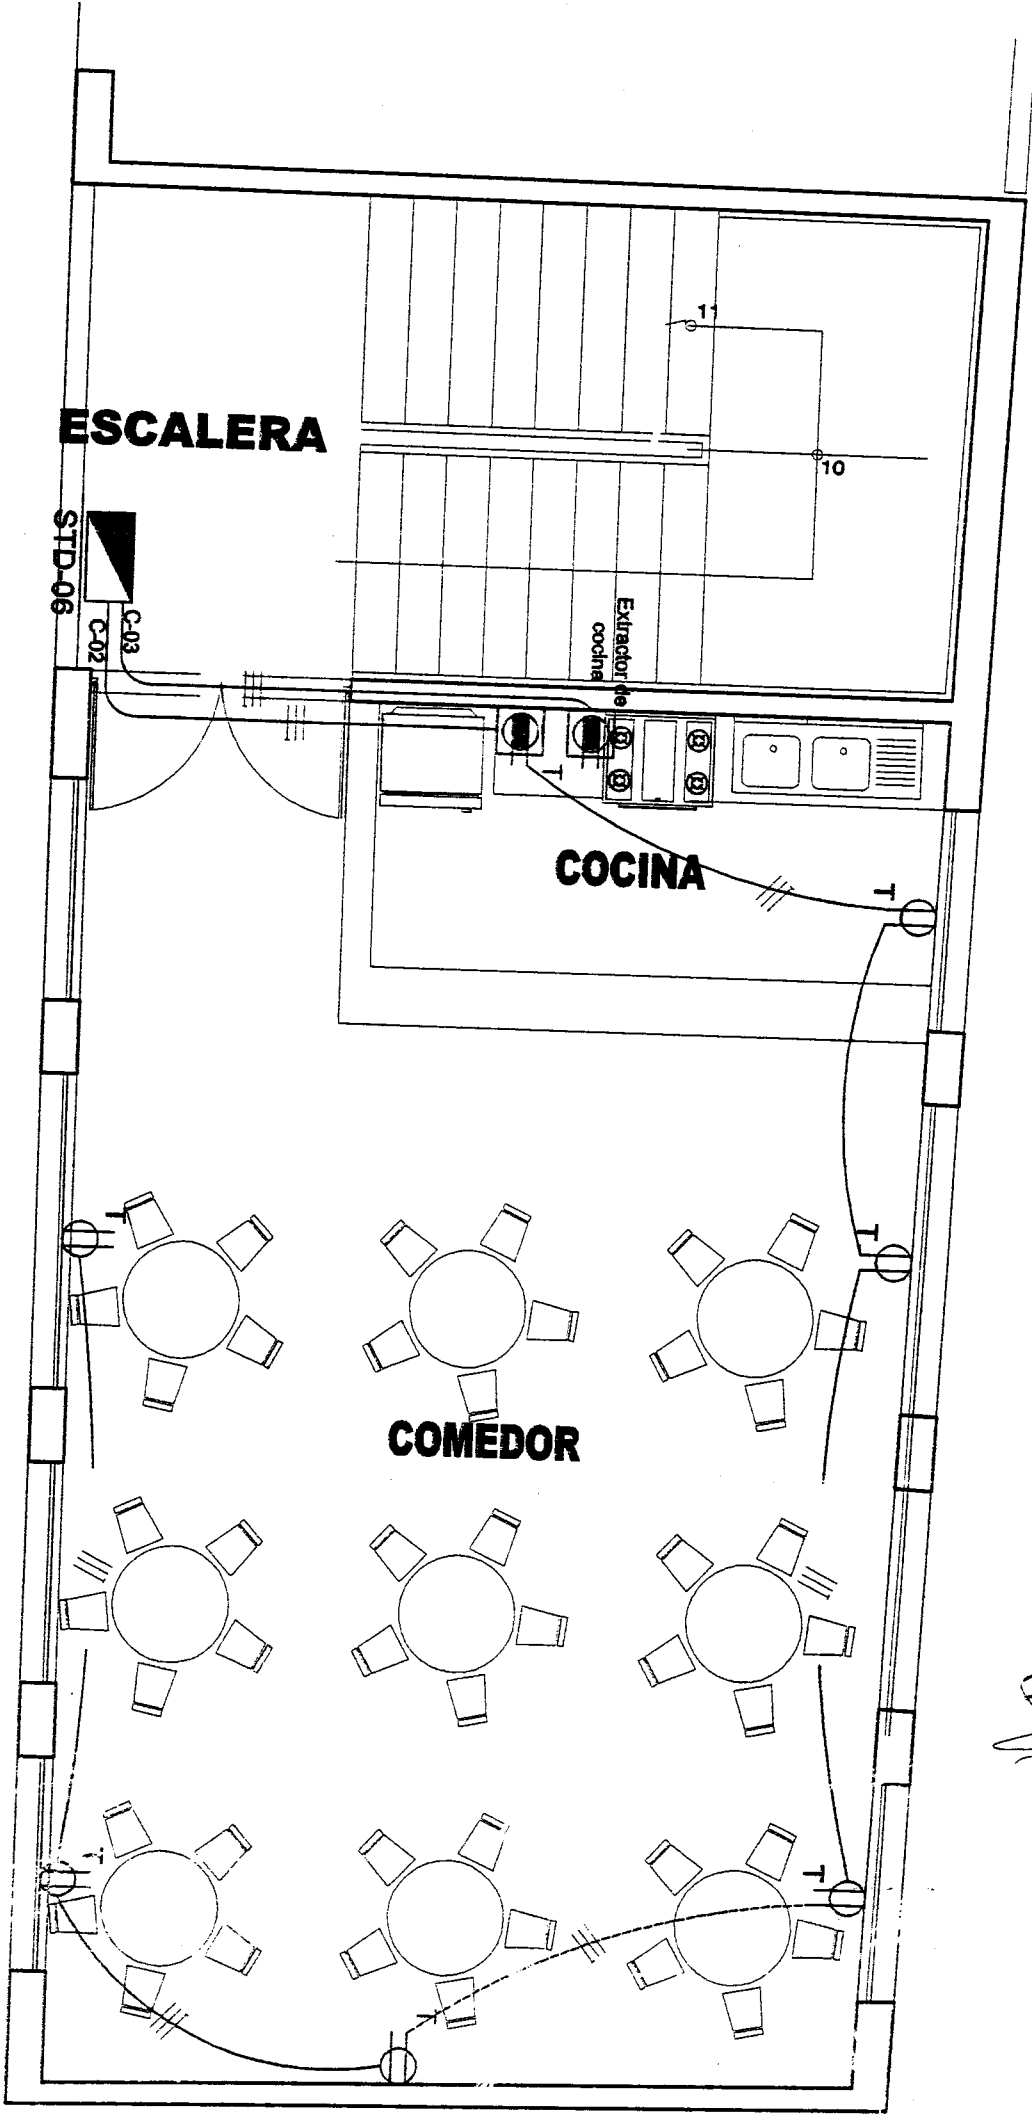 11
10
ESCALERA
STD-06
C-03
C-02
Extractor de
cocina
T
COCINA
T
T
T
COMEDOR
T
T
T